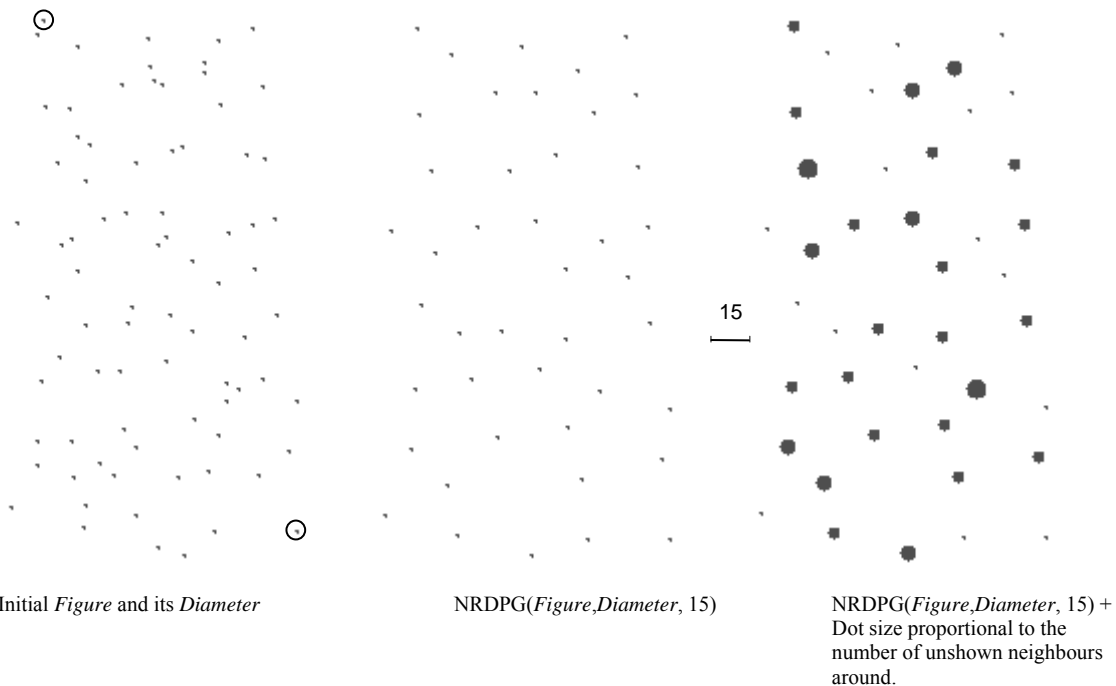 15
Initial Figure and its Diameter
NRDPG(Figure,Diameter, 15)
NRDPG(Figure,Diameter, 15) +
Dot size proportional to the
number of unshown neighbours
around.